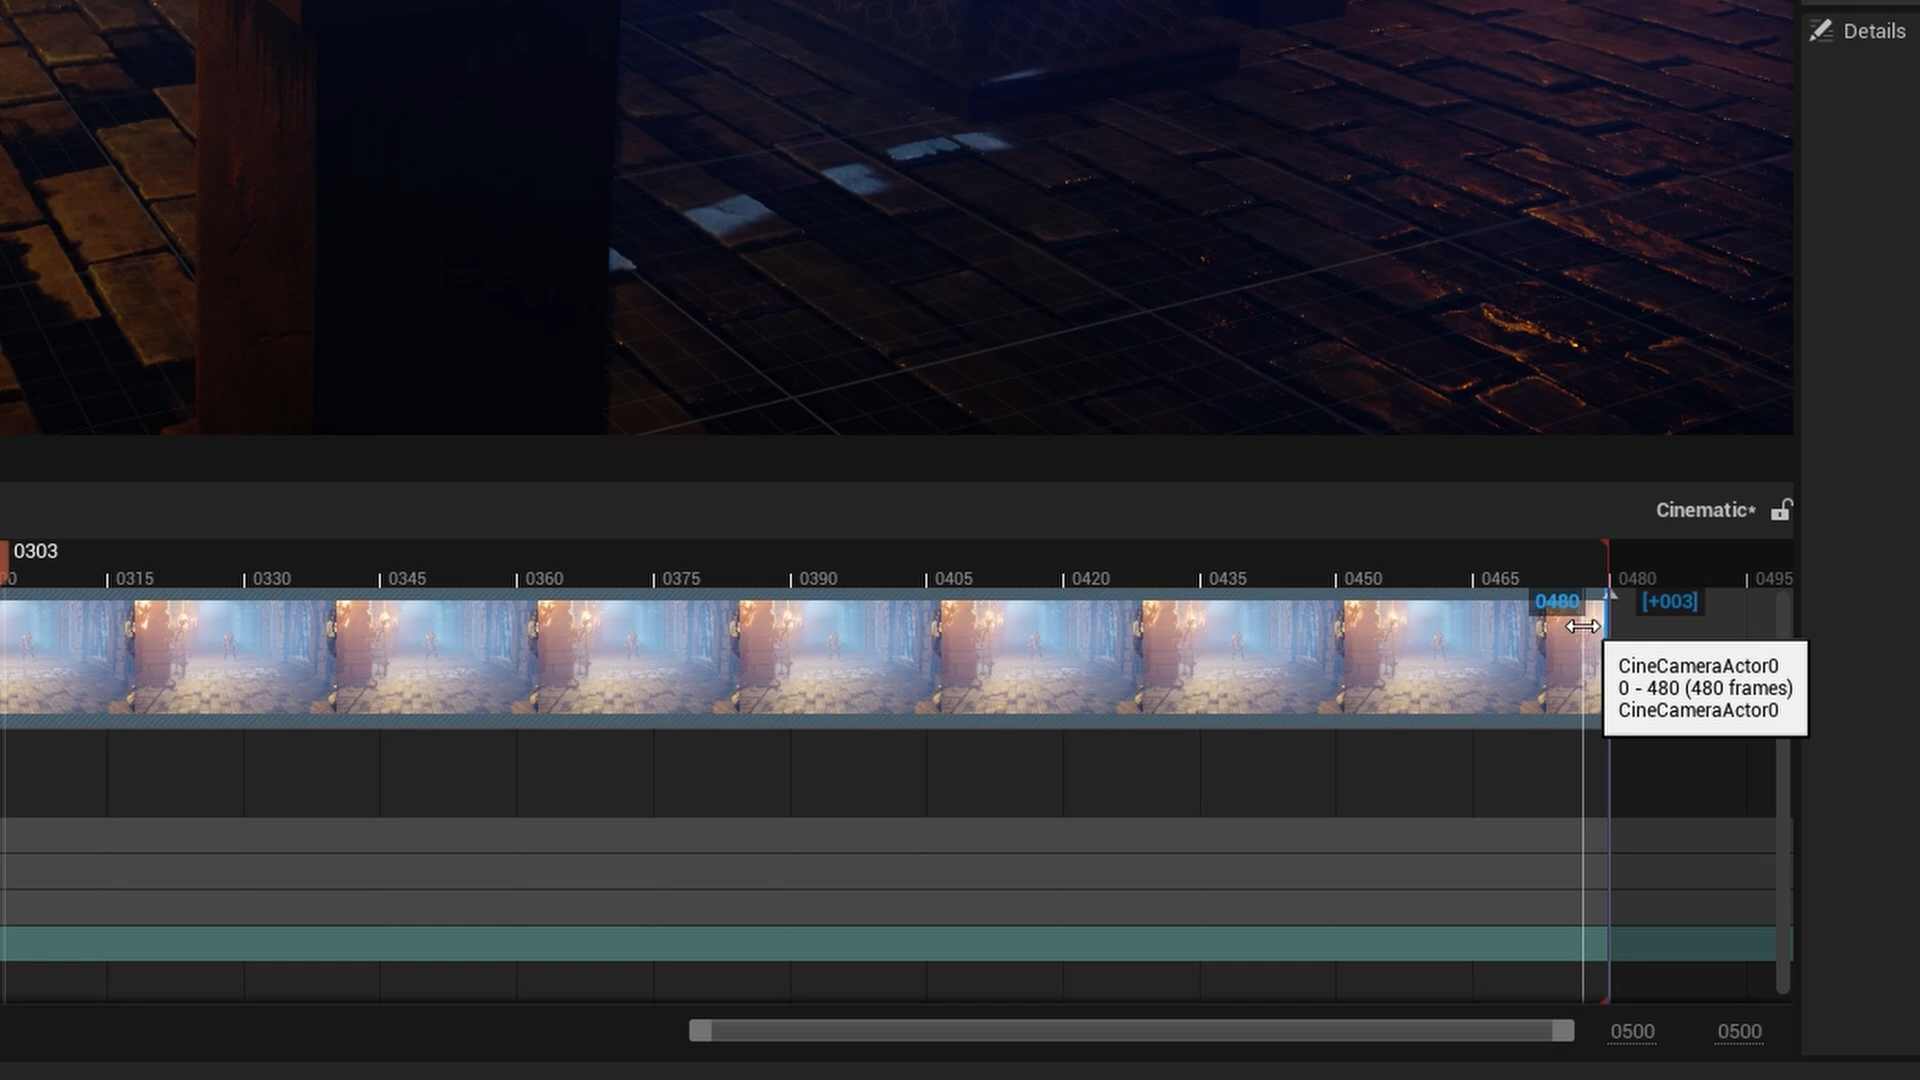 Details
Cinematic*
0303
0315 0330 0345 0360 0375 0390 0405 0420 0435 0450 0465 0480 0495
0480 [+003]
CineCameraActor0
0 - 480 (480 frames)
CineCameraActor0
0500 0500